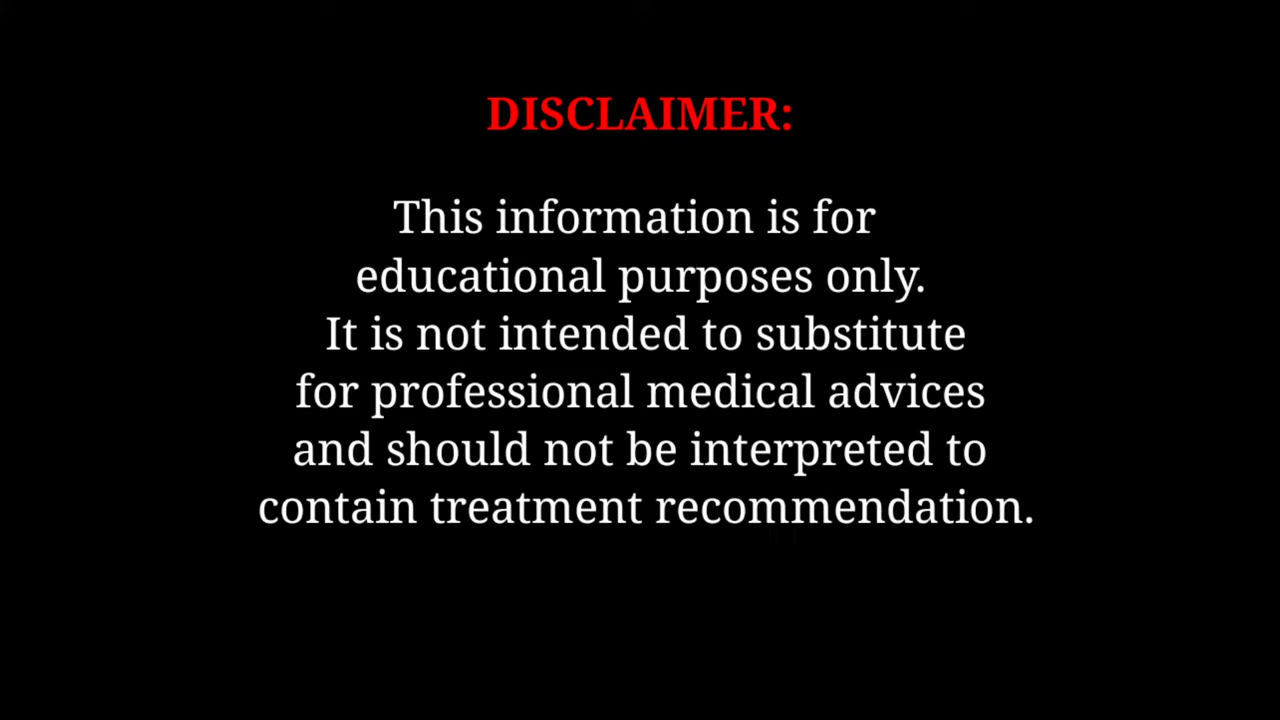 DISCLAIMER:
This information is for
educational purposes only.
It is not intended to substitute
for professional medical advices
and should not be interpreted to
contain treatment recommendation.